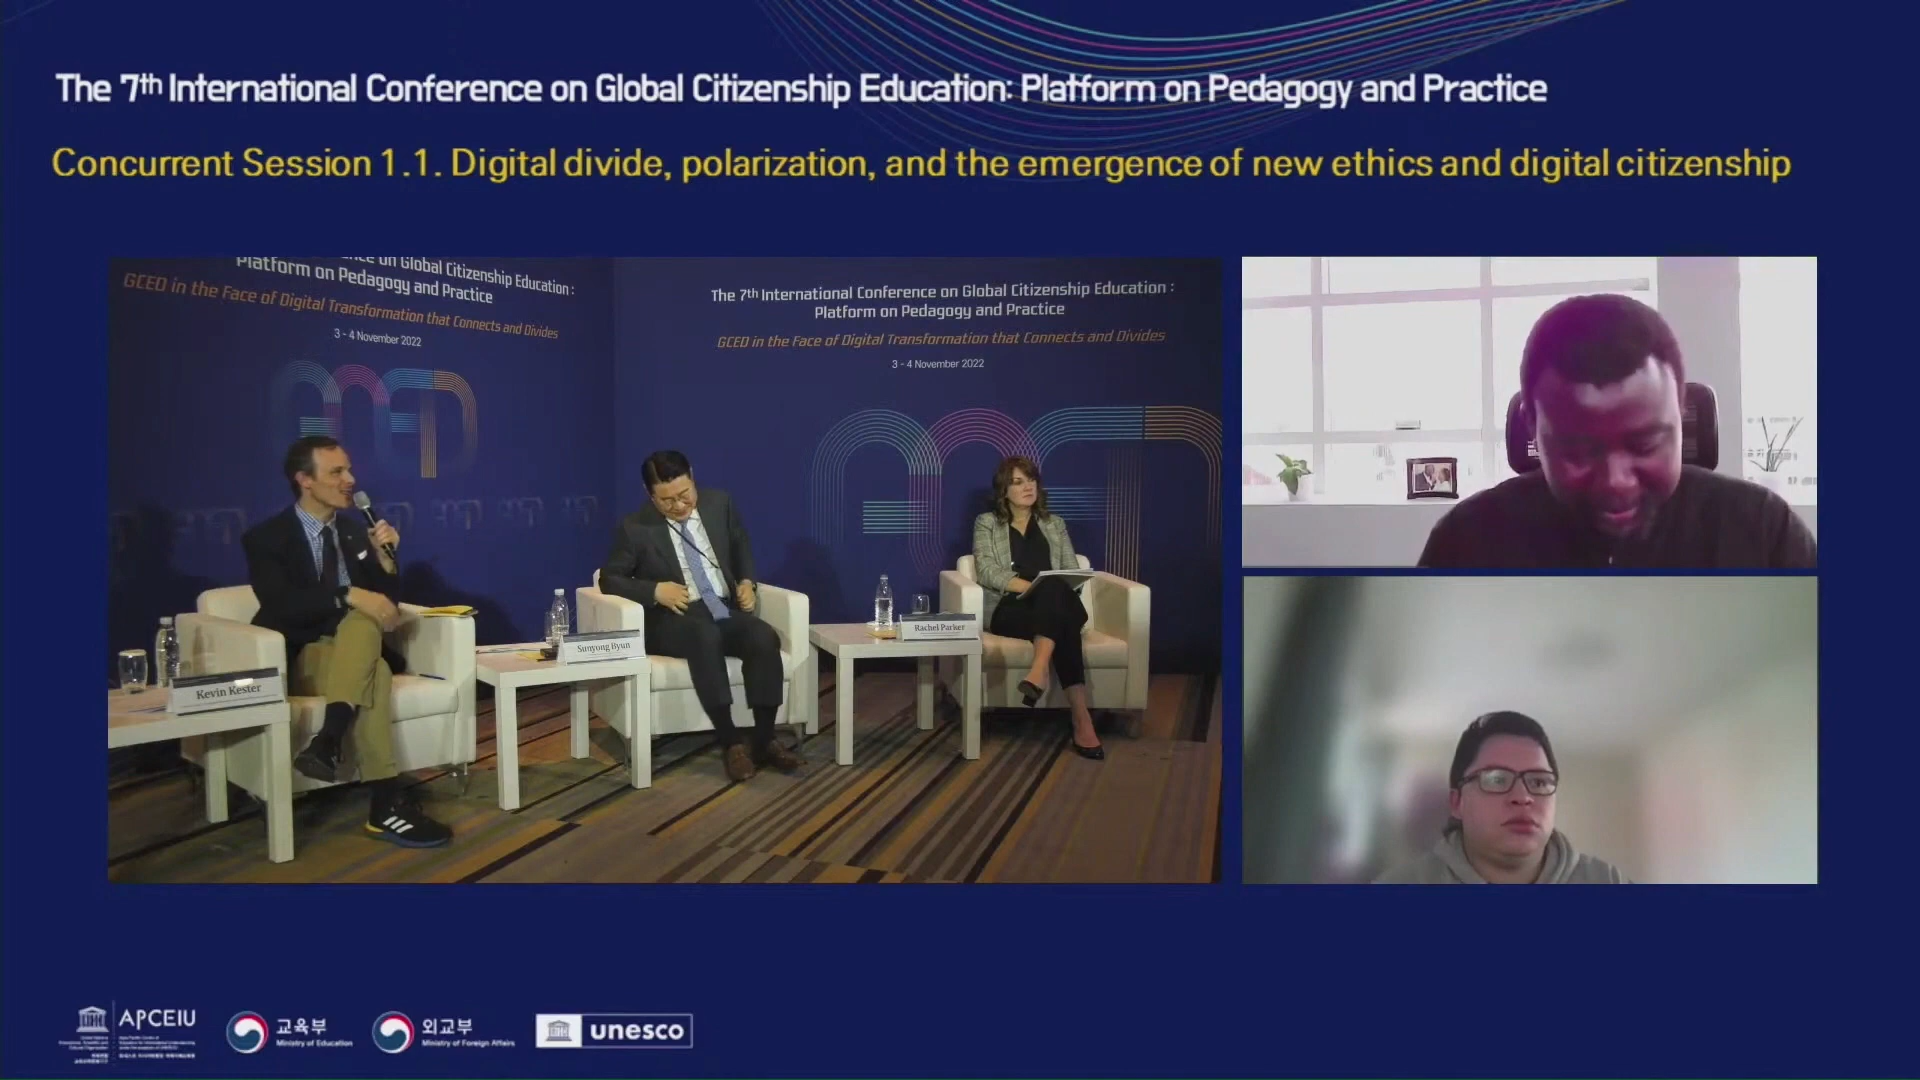 The 7th International Conference on Global Citizenship Education: Platform on Pedagogy and Practice
Concurrent Session 1.1. Digital divide, polarization, and the emergence of new ethics and digital citizenship
on Global Citizenship Education :
Platform on Pedagogy and Practice
GCED in the Face of Digital Transformation that Connects and Divides
3 - 4 November 2022
The 7th International Conference on Global Citizenship Education :
Platform on Pedagogy and Practice
GCED in the Face of Digital Transformation that Connects and Divides
3 - 4 November 2022
Kevin Kester
Sunyong Byun
Rachel Parker
APCEIU
교육부
Ministry of Education
외교부
Ministry of Foreign Affairs
unesco